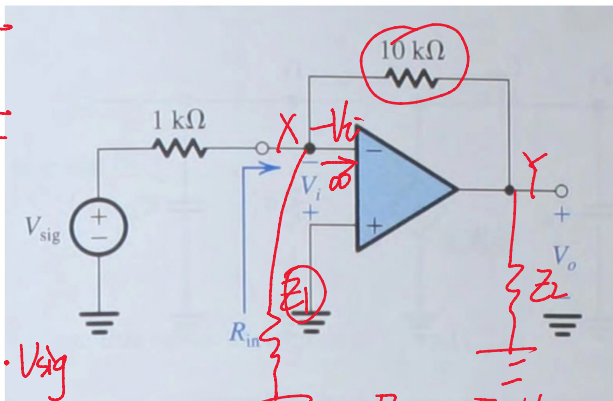 10 kΩ
1 kΩ
X -Vi
Y
−
−
Vi
∞
+
+
+
−
Vsig
+
Vo
−
Z1
Z2
Rin
· Vsig